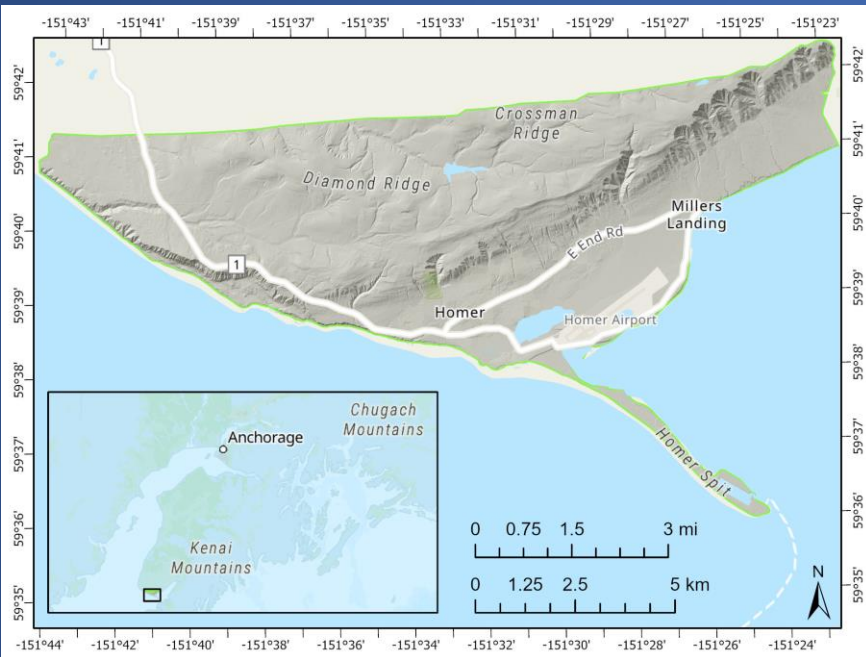 -151°43' -151°41' -151°39' -151°37' -151°35' -151°33' -151°31' -151°29' -151°27' -151°25' -151°23'
1
59°42'
59°42'
Crossman
Ridge
59°41'
59°41'
Diamond Ridge
Millers
Landing
59°40'
59°40'
E End Rd
1
59°39'
59°39'
Homer
Homer Airport
59°38'
59°38'
Chugach
Mountains
Anchorage
59°37'
59°37'
Homer Spit
59°36'
59°36'
Kenai
Mountains
0 0.75 1.5 3 mi
0 1.25 2.5 5 km
N
59°35'
59°35'
-151°44' -151°42' -151°40' -151°38' -151°36' -151°34' -151°32' -151°30' -151°28' -151°26' -151°24'